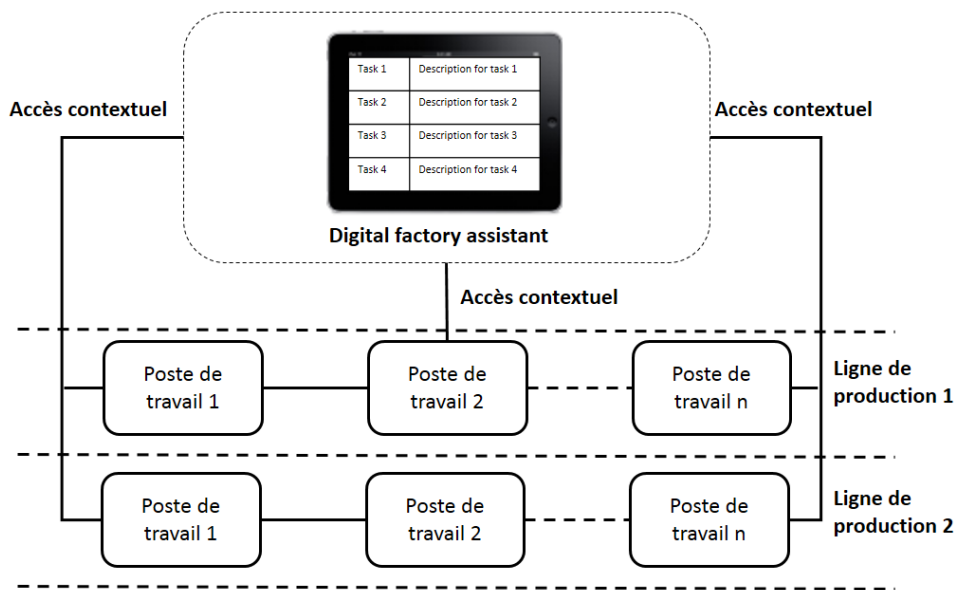 Accès contextuel
Accès contextuel
Task 1 Description for task 1
Task 2 Description for task 2
Task 3 Description for task 3
Task 4 Description for task 4
Digital factory assistant
Accès contextuel
Poste de
travail 1
Poste de
travail 2
Poste de
travail n
Ligne de
production 1
Poste de
travail 1
Poste de
travail 2
Poste de
travail n
Ligne de
production 2